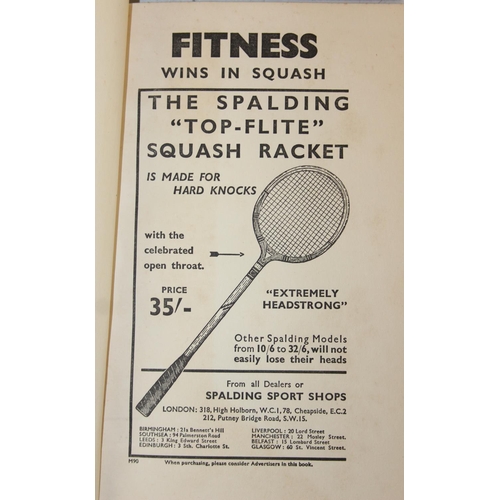 FITNESS
WINS IN SQUASH
THE SPALDING
"TOP-FLITE"
SQUASH RACKET
IS MADE FOR
HARD KNOCKS
with the
celebrated
open throat.
PRICE
35/-
"EXTREMELY
HEADSTRONG"
Other Spalding Models
from 10/6 to 32/6, will not
easily lose their heads
From all Dealers or
SPALDING SPORT SHOPS
LONDON: 318, High Holborn, W.C.1, 78, Cheapside, E.C.2
212, Putney Bridge Road, S.W.15.
BIRMINGHAM: 21a Bennett's Hill
SOUTHSEA: 94 Palmerston Road
LEEDS: 3 King Edward Street
EDINBURGH: 3 Sth. Charlotte St.
LIVERPOOL: 20 Lord Street
MANCHESTER: 22 Mosley Street.
BELFAST: 15 Lombard Street
GLASGOW: 60 St. Vincent Street.
M90
When purchasing, please consider Advertisers in this book.